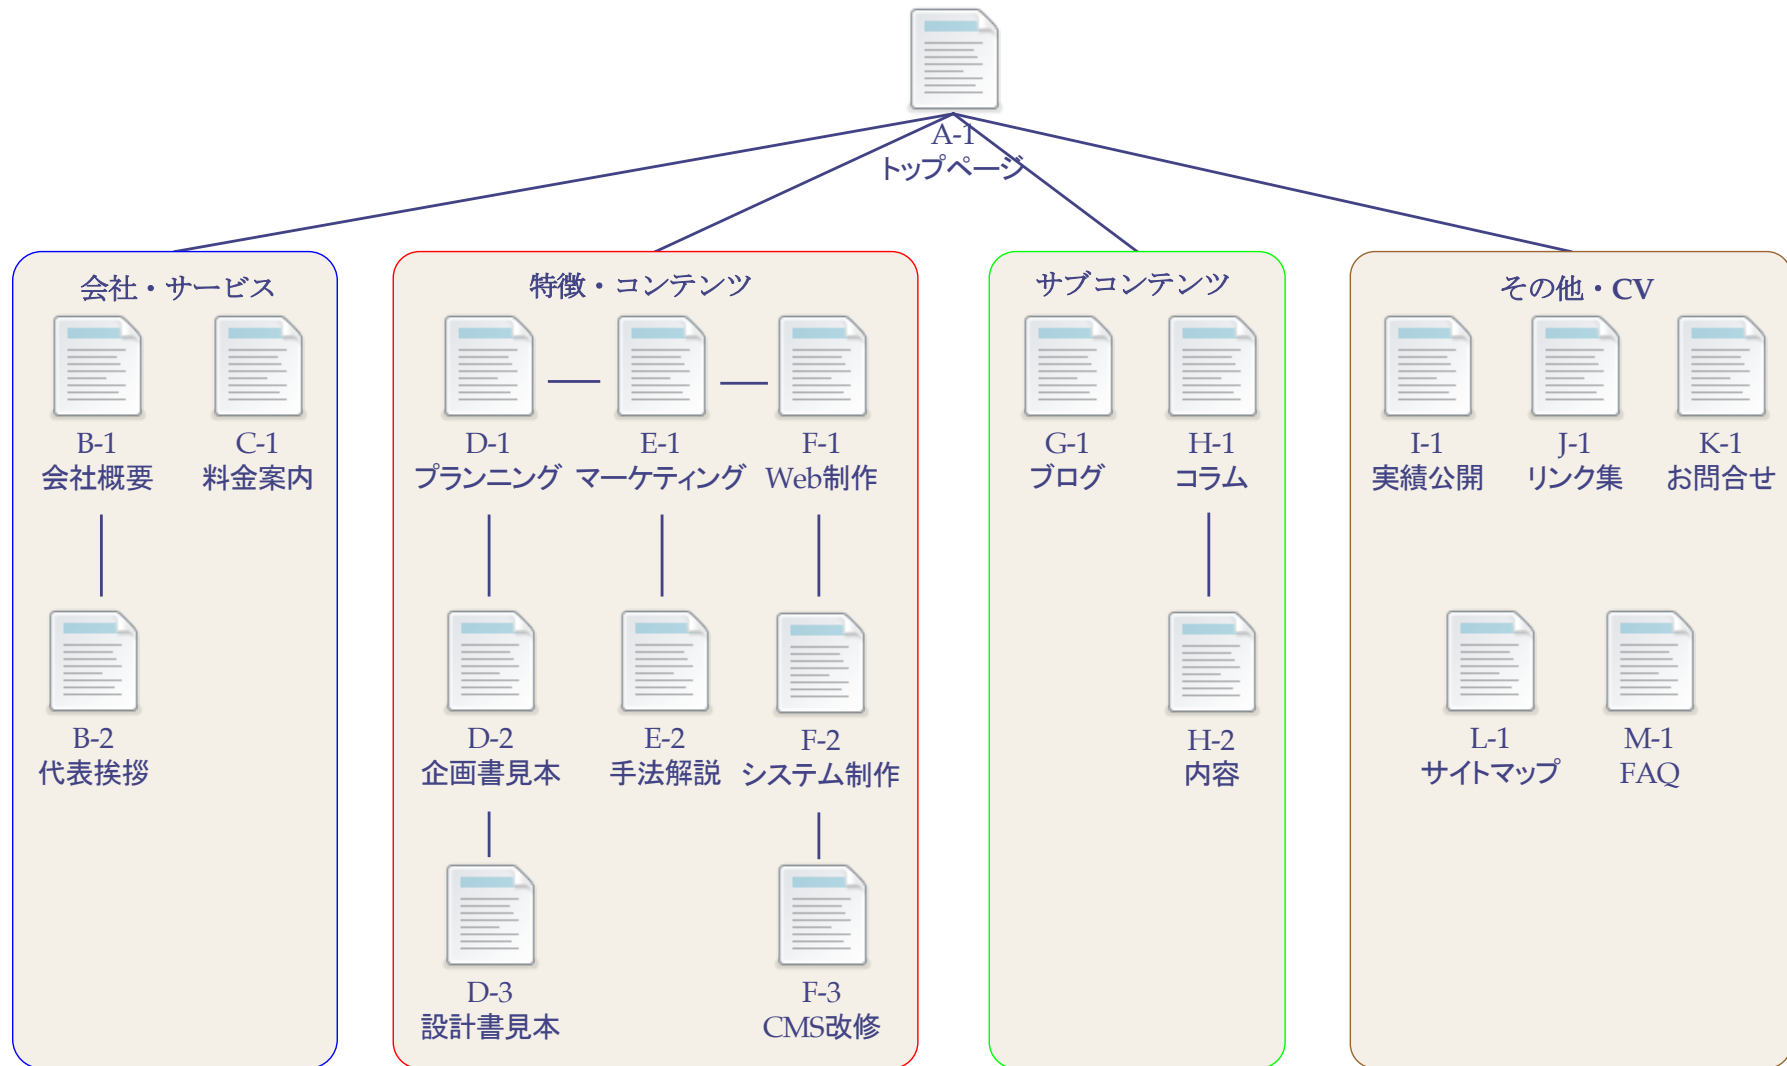 A-1
トップページ
会社・サービス
B-1
会社概要
C-1
料金案内
B-2
代表挨拶
特徴・コンテンツ
D-1
プランニング
E-1
マーケティング
F-1
Web制作
D-2
企画書見本
E-2
手法解説
F-2
システム制作
D-3
設計書見本
F-3
CMS改修
サブコンテンツ
G-1
ブログ
H-1
コラム
H-2
内容
その他・CV
I-1
実績公開
J-1
リンク集
K-1
お問合せ
L-1
サイトマップ
M-1
FAQ